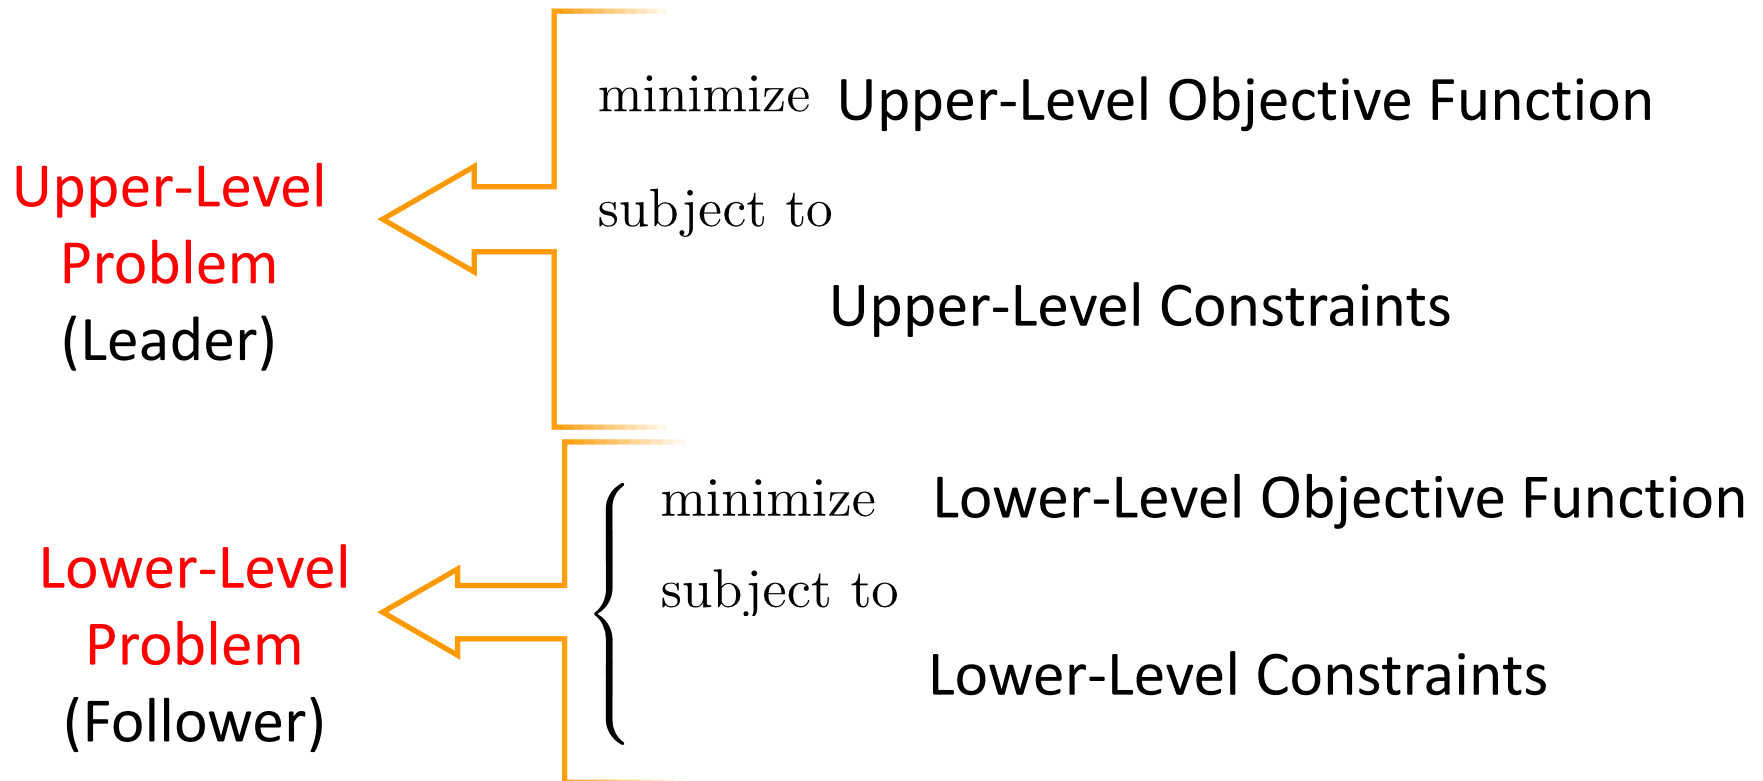 minimize Upper-Level Objective Function
Upper-Level
Problem
(Leader)
subject to
Upper-Level Constraints
minimize Lower-Level Objective Function
Lower-Level
Problem
(Follower)
subject to
Lower-Level Constraints